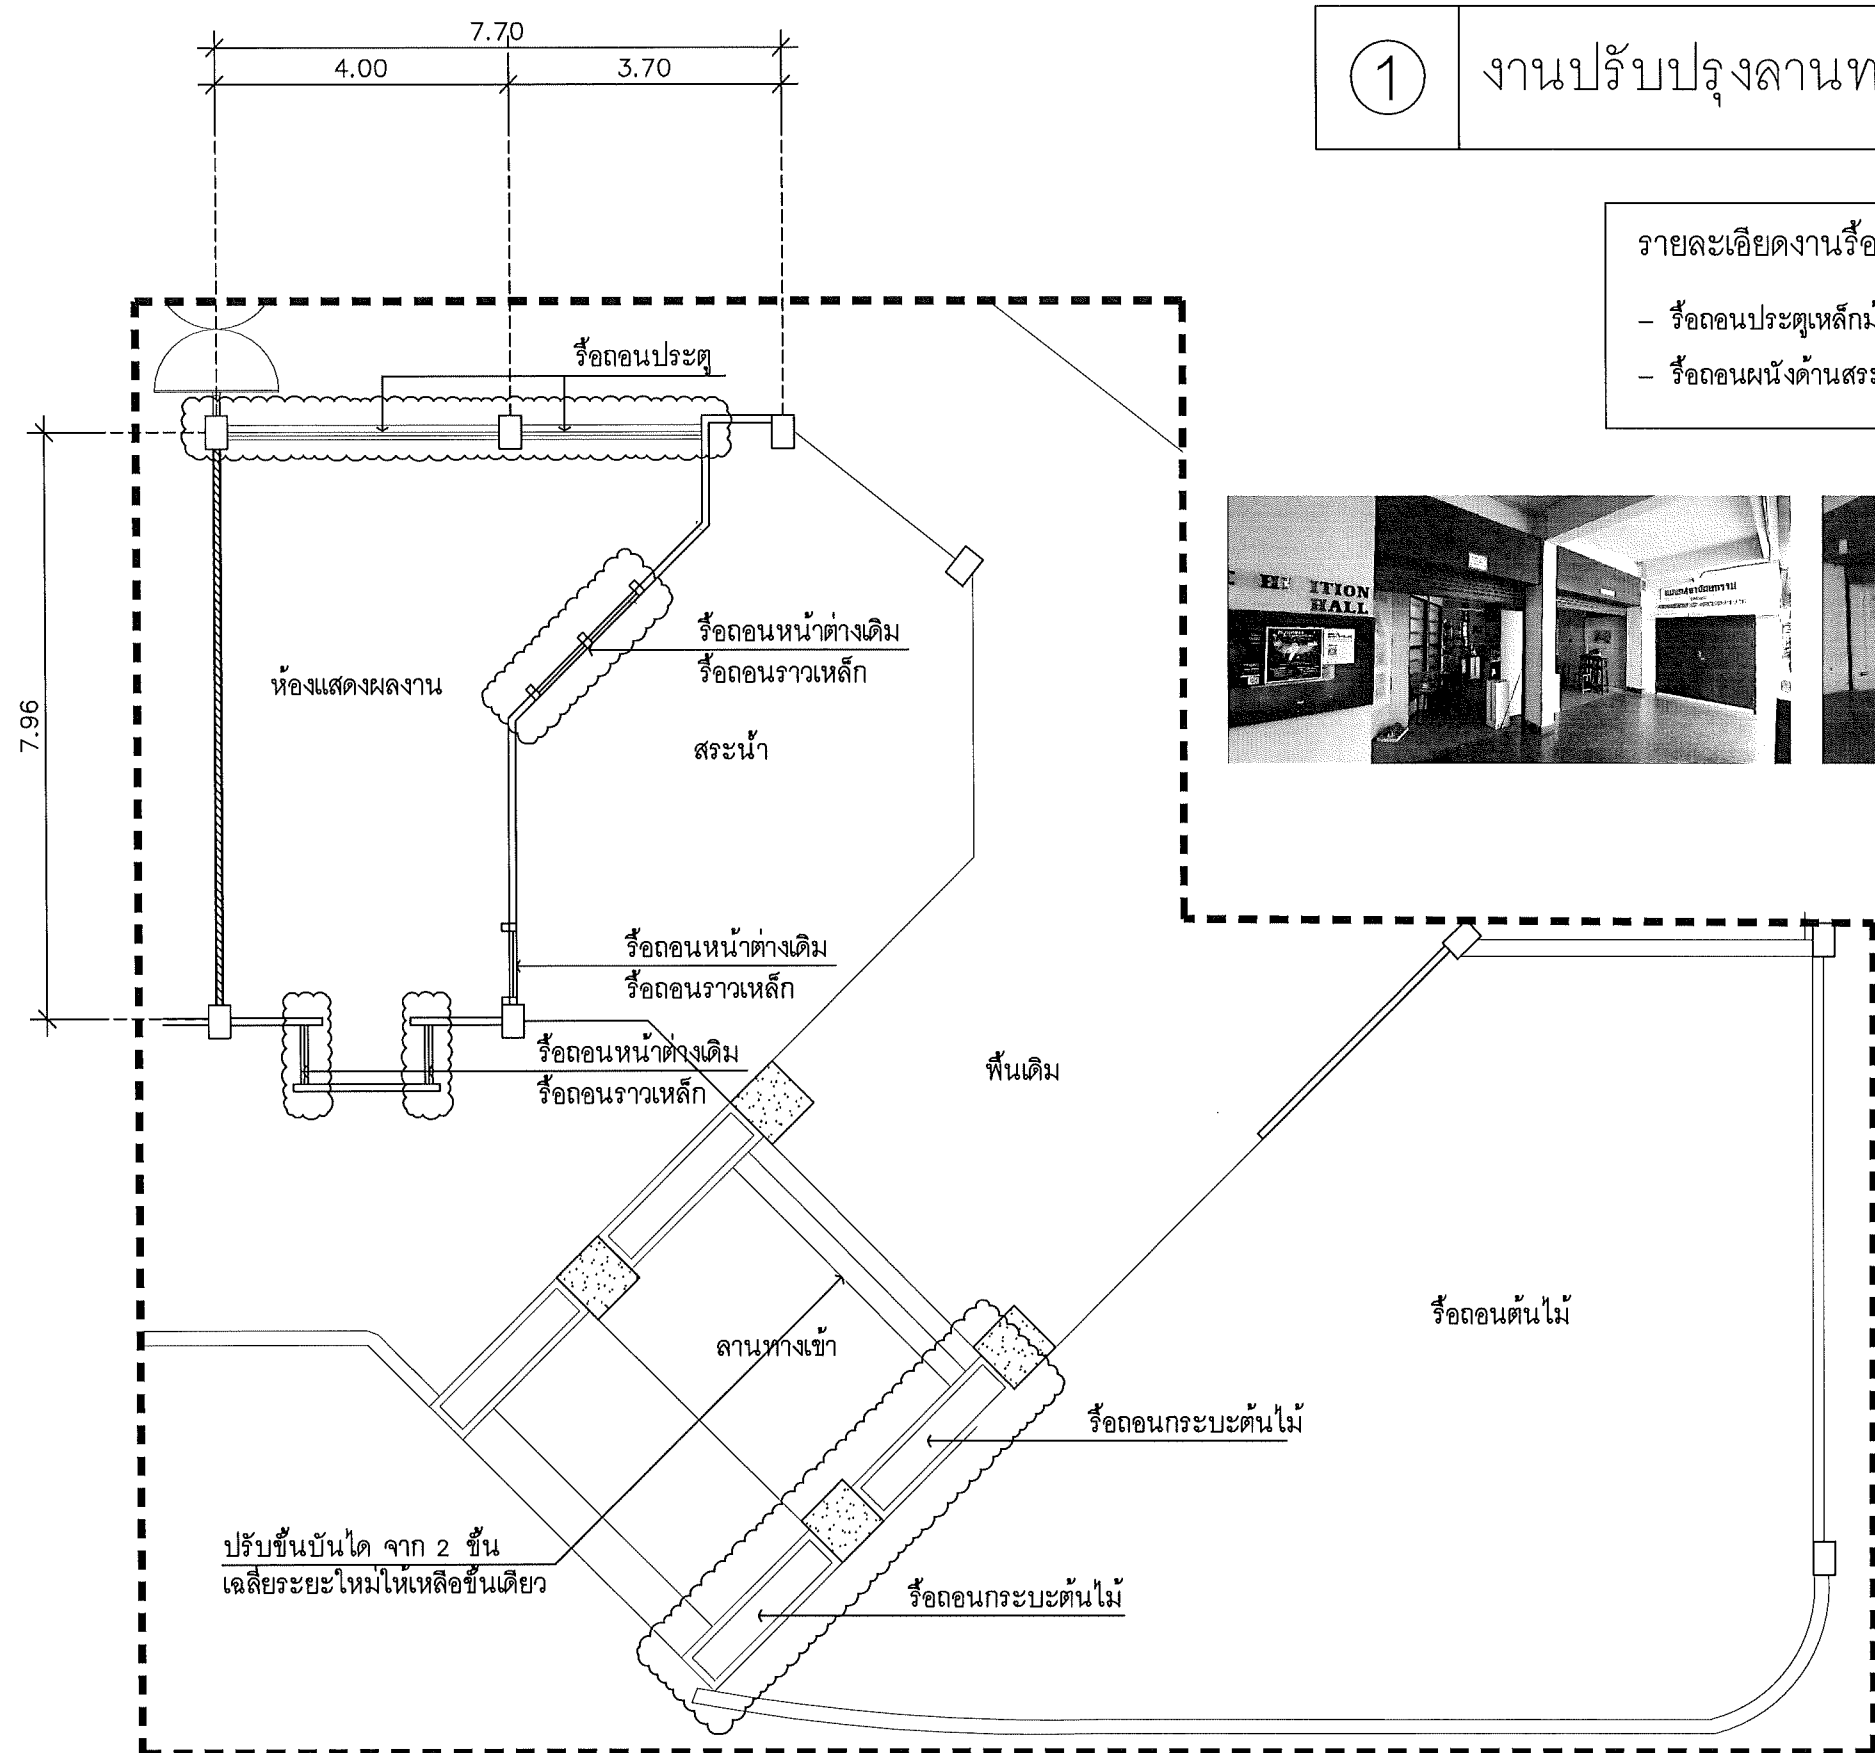 7.70
4.00
3.70
1
งานปรับปรุงลานท
รายละเอียดงานรื้อ
– รื้อถอนประตูเหล็กม้
– รื้อถอนผนังด้านสระ
รื้อถอนประตู
รื้อถอนหน้าต่างเดิม
รื้อถอนราวเหล็ก
ห้องแสดงผลงาน
สระน้ำ
7.96
ITION
HALL
รื้อถอนหน้าต่างเดิม
รื้อถอนราวเหล็ก
รื้อถอนหน้าต่างเดิม
รื้อถอนราวเหล็ก
พื้นเดิม
รื้อถอนต้นไม้
ลานทางเข้า
รื้อถอนกระบะต้นไม้
ปรับขั้นบันได จาก 2 ขั้น
เฉลี่ยระยะใหม่ให้เหลือขั้นเดียว
รื้อถอนกระบะต้นไม้